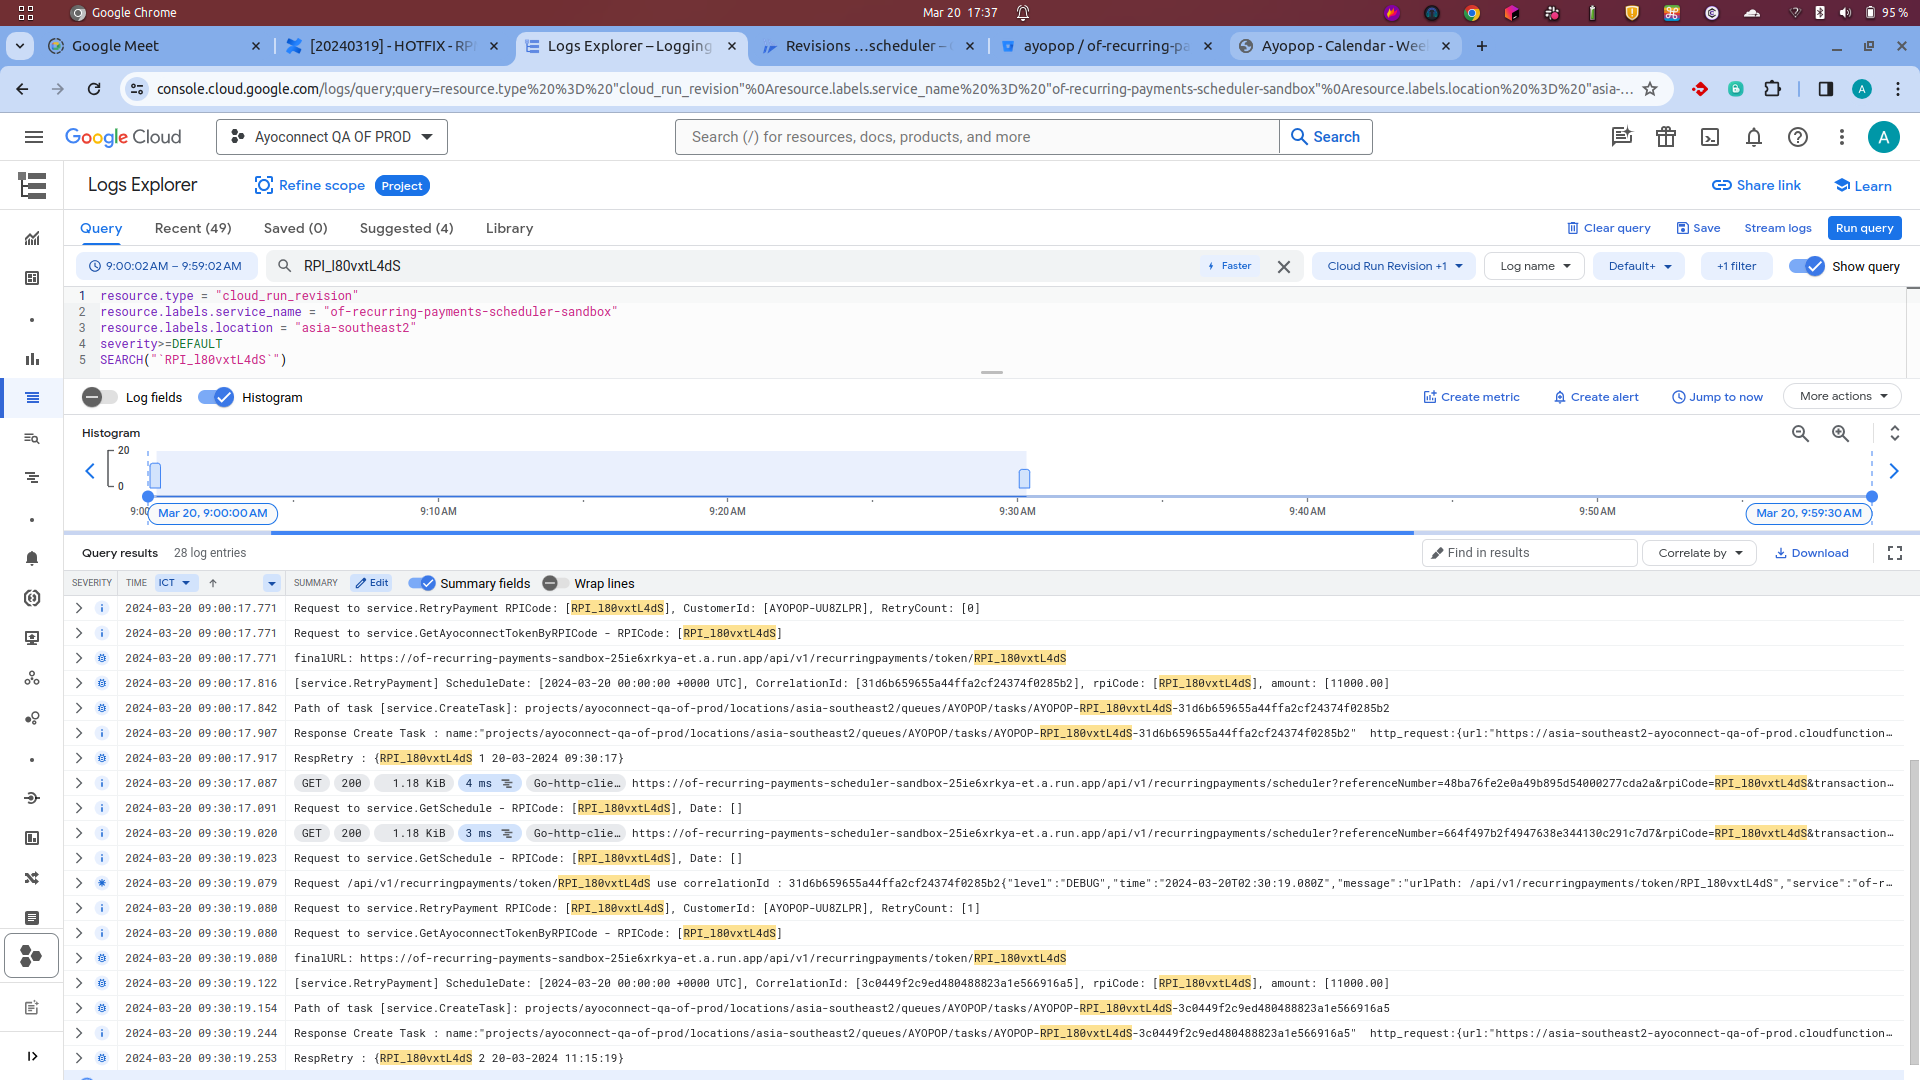 Google Chrome
Mar 20 17:37
95 %
Google Meet
[20240319] - HOTFIX - RP
Logs Explorer – Logging
Revisions …scheduler –
ayopop / of-recurring-pa
Ayopop - Calendar - Wee
console.cloud.google.com/logs/query;query=resource.type%20%3D%20"cloud_run_revision"%0Aresource.labels.service_name%20%3D%20"of-recurring-payments-scheduler-sandbox"%0Aresource.labels.location%20%3D%20"asia-…
A
Google Cloud
Ayoconnect QA OF PROD
Search (/) for resources, docs, products, and more
Search
A
Logs Explorer
Refine scope
Project
Share link
Learn
Query
Recent (49)
Saved (0)
Suggested (4)
Library
Clear query
Save
Stream logs
Run query
9:00:02 AM – 9:59:02 AM
RPI_l80vxtL4dS
Faster
Cloud Run Revision +1
Log name
Default+
+1 filter
Show query
1 resource.type = "cloud_run_revision"
2 resource.labels.service_name = "of-recurring-payments-scheduler-sandbox"
3 resource.labels.location = "asia-southeast2"
4 severity>=DEFAULT
5 SEARCH("`RPI_l80vxtL4dS`")
Log fields
Histogram
Create metric
Create alert
Jump to now
More actions
Histogram
20
0
9:00
Mar 20, 9:00:00 AM
9:10 AM
9:20 AM
9:30 AM
9:40 AM
9:50 AM
Mar 20, 9:59:30 AM
Query results
28 log entries
Find in results
Correlate by
Download
SEVERITY
TIME
ICT
SUMMARY
Edit
Summary fields
Wrap lines
2024-03-20 09:00:17.771 Request to service.RetryPayment RPICode: [RPI_l80vxtL4dS], CustomerId: [AYOPOP-UU8ZLPR], RetryCount: [0]
2024-03-20 09:00:17.771 Request to service.GetAyoconnectTokenByRPICode - RPICode: [RPI_l80vxtL4dS]
2024-03-20 09:00:17.771 finalURL: https://of-recurring-payments-sandbox-25ie6xrkya-et.a.run.app/api/v1/recurringpayments/token/RPI_l80vxtL4dS
2024-03-20 09:00:17.816 [service.RetryPayment] ScheduleDate: [2024-03-20 00:00:00 +0000 UTC], CorrelationId: [31d6b659655a44ffa2cf24374f0285b2], rpiCode: [RPI_l80vxtL4dS], amount: [11000.00]
2024-03-20 09:00:17.842 Path of task [service.CreateTask]: projects/ayoconnect-qa-of-prod/locations/asia-southeast2/queues/AYOPOP/tasks/AYOPOP-RPI_l80vxtL4dS-31d6b659655a44ffa2cf24374f0285b2
2024-03-20 09:00:17.907 Response Create Task : name:"projects/ayoconnect-qa-of-prod/locations/asia-southeast2/queues/AYOPOP/tasks/AYOPOP-RPI_l80vxtL4dS-31d6b659655a44ffa2cf24374f0285b2" http_request:{url:"https://asia-southeast2-ayoconnect-qa-of-prod.cloudfunction…
2024-03-20 09:00:17.917 RespRetry : {RPI_l80vxtL4dS 1 20-03-2024 09:30:17}
2024-03-20 09:30:17.087 GET 200 1.18 KiB 4 ms Go-http-clie… https://of-recurring-payments-scheduler-sandbox-25ie6xrkya-et.a.run.app/api/v1/recurringpayments/scheduler?referenceNumber=48ba76fe2e0a49b895d54000277cda2a&rpiCode=RPI_l80vxtL4dS&transaction…
2024-03-20 09:30:17.091 Request to service.GetSchedule - RPICode: [RPI_l80vxtL4dS], Date: []
2024-03-20 09:30:19.020 GET 200 1.18 KiB 3 ms Go-http-clie… https://of-recurring-payments-scheduler-sandbox-25ie6xrkya-et.a.run.app/api/v1/recurringpayments/scheduler?referenceNumber=664f497b2f4947638e344130c291c7d7&rpiCode=RPI_l80vxtL4dS&transaction…
2024-03-20 09:30:19.023 Request to service.GetSchedule - RPICode: [RPI_l80vxtL4dS], Date: []
2024-03-20 09:30:19.079 Request /api/v1/recurringpayments/token/RPI_l80vxtL4dS use correlationId : 31d6b659655a44ffa2cf24374f0285b2{"level":"DEBUG","time":"2024-03-20T02:30:19.080Z","message":"urlPath: /api/v1/recurringpayments/token/RPI_l80vxtL4dS","service":"of-r…
2024-03-20 09:30:19.080 Request to service.RetryPayment RPICode: [RPI_l80vxtL4dS], CustomerId: [AYOPOP-UU8ZLPR], RetryCount: [1]
2024-03-20 09:30:19.080 Request to service.GetAyoconnectTokenByRPICode - RPICode: [RPI_l80vxtL4dS]
2024-03-20 09:30:19.080 finalURL: https://of-recurring-payments-sandbox-25ie6xrkya-et.a.run.app/api/v1/recurringpayments/token/RPI_l80vxtL4dS
2024-03-20 09:30:19.122 [service.RetryPayment] ScheduleDate: [2024-03-20 00:00:00 +0000 UTC], CorrelationId: [3c0449f2c9ed480488823a1e566916a5], rpiCode: [RPI_l80vxtL4dS], amount: [11000.00]
2024-03-20 09:30:19.154 Path of task [service.CreateTask]: projects/ayoconnect-qa-of-prod/locations/asia-southeast2/queues/AYOPOP/tasks/AYOPOP-RPI_l80vxtL4dS-3c0449f2c9ed480488823a1e566916a5
2024-03-20 09:30:19.244 Response Create Task : name:"projects/ayoconnect-qa-of-prod/locations/asia-southeast2/queues/AYOPOP/tasks/AYOPOP-RPI_l80vxtL4dS-3c0449f2c9ed480488823a1e566916a5" http_request:{url:"https://asia-southeast2-ayoconnect-qa-of-prod.cloudfunction…
2024-03-20 09:30:19.253 RespRetry : {RPI_l80vxtL4dS 2 20-03-2024 11:15:19}